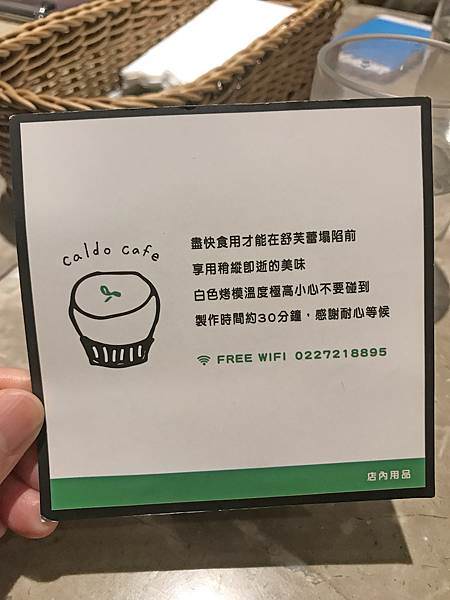 caldo cafe
盡快食用才能在舒芙蕾塌陷前
享用稍縱即逝的美味
白色烤模溫度極高小心不要碰到
製作時間約30分鐘，感謝耐心等候
FREE WIFI 0227218895
店內用品